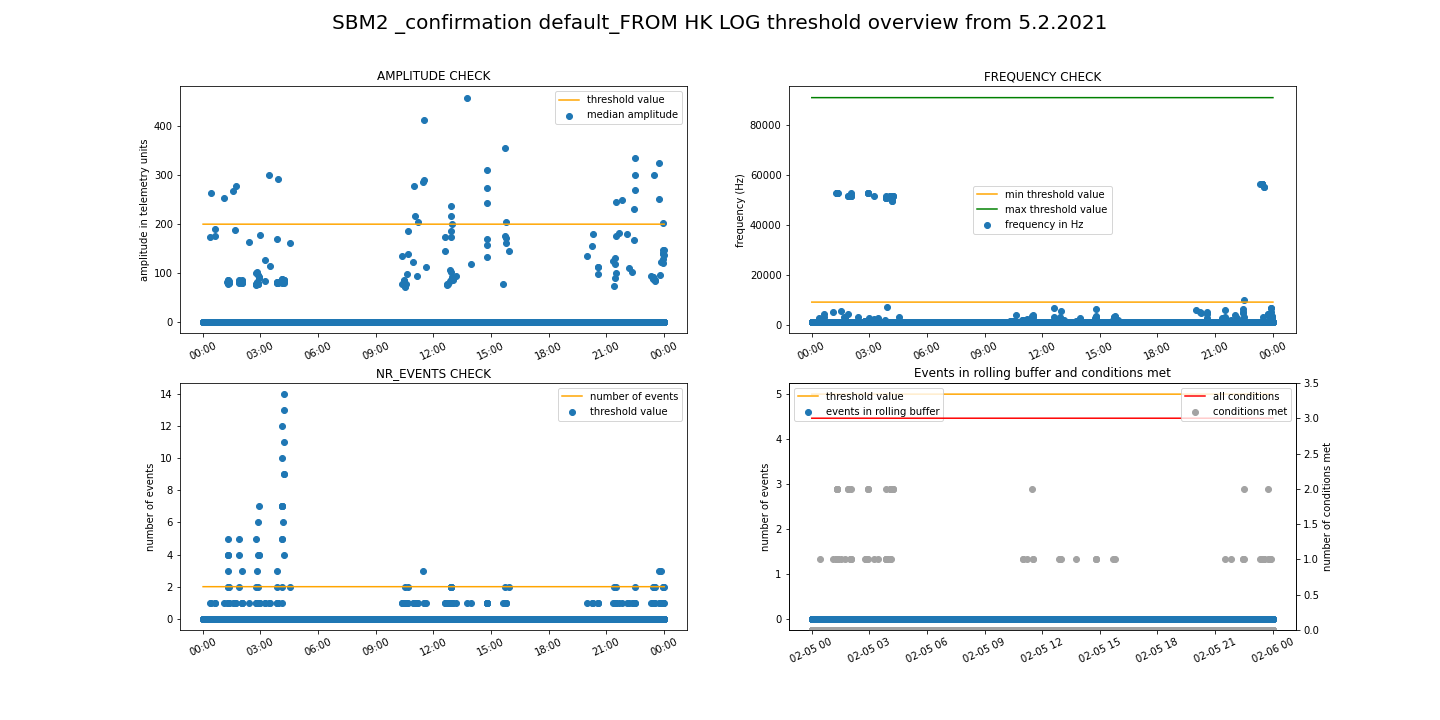 SBM2 _confirmation default_FROM HK LOG threshold overview from 5.2.2021
AMPLITUDE CHECK
threshold value
median amplitude
amplitude in telemetry units
400
300
200
100
0
00:00 03:00 06:00 09:00 12:00 15:00 18:00 21:00 00:00
FREQUENCY CHECK
min threshold value
max threshold value
frequency in Hz
frequency (Hz)
80000
60000
40000
20000
0
00:00 03:00 06:00 09:00 12:00 15:00 18:00 21:00 00:00
NR_EVENTS CHECK
number of events
threshold value
number of events
14
12
10
8
6
4
2
0
00:00 03:00 06:00 09:00 12:00 15:00 18:00 21:00 00:00
Events in rolling buffer and conditions met
threshold value
events in rolling buffer
all conditions
conditions met
number of events
5
4
3
2
1
0
3.5
3.0
2.5
2.0
1.5
1.0
0.5
0.0
number of conditions met
02-05 00 02-05 03 02-05 06 02-05 09 02-05 12 02-05 15 02-05 18 02-05 21 02-06 00